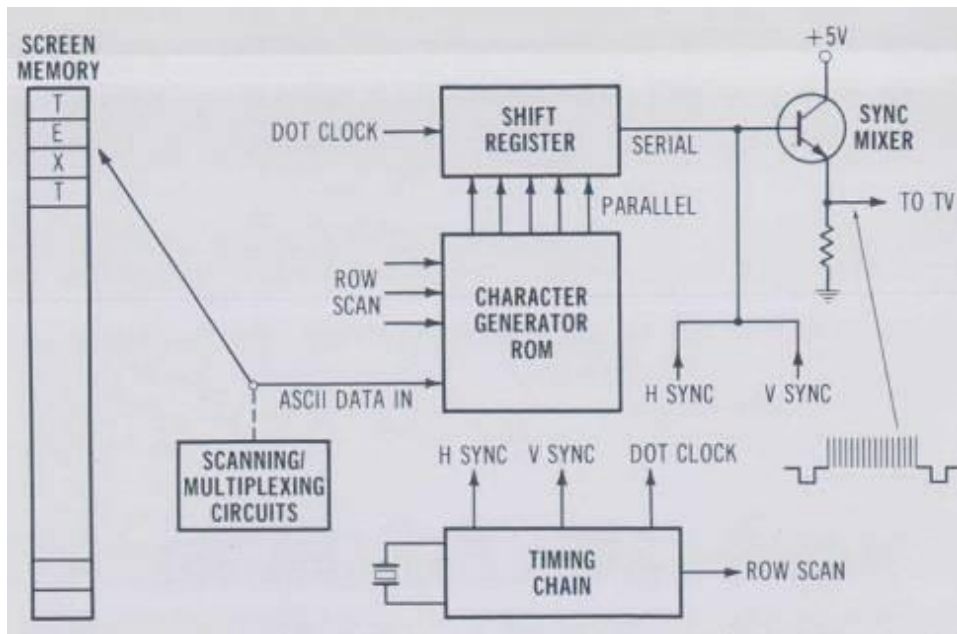 SCREEN
MEMORY
T
E
X
T
DOT CLOCK
SHIFT
REGISTER
SERIAL
+5V
SYNC
MIXER
TO TV
PARALLEL
ROW
SCAN
CHARACTER
GENERATOR
ROM
ASCII DATA IN
H SYNC
V SYNC
SCANNING/
MULTIPLEXING
CIRCUITS
H SYNC
V SYNC
DOT CLOCK
TIMING
CHAIN
ROW SCAN